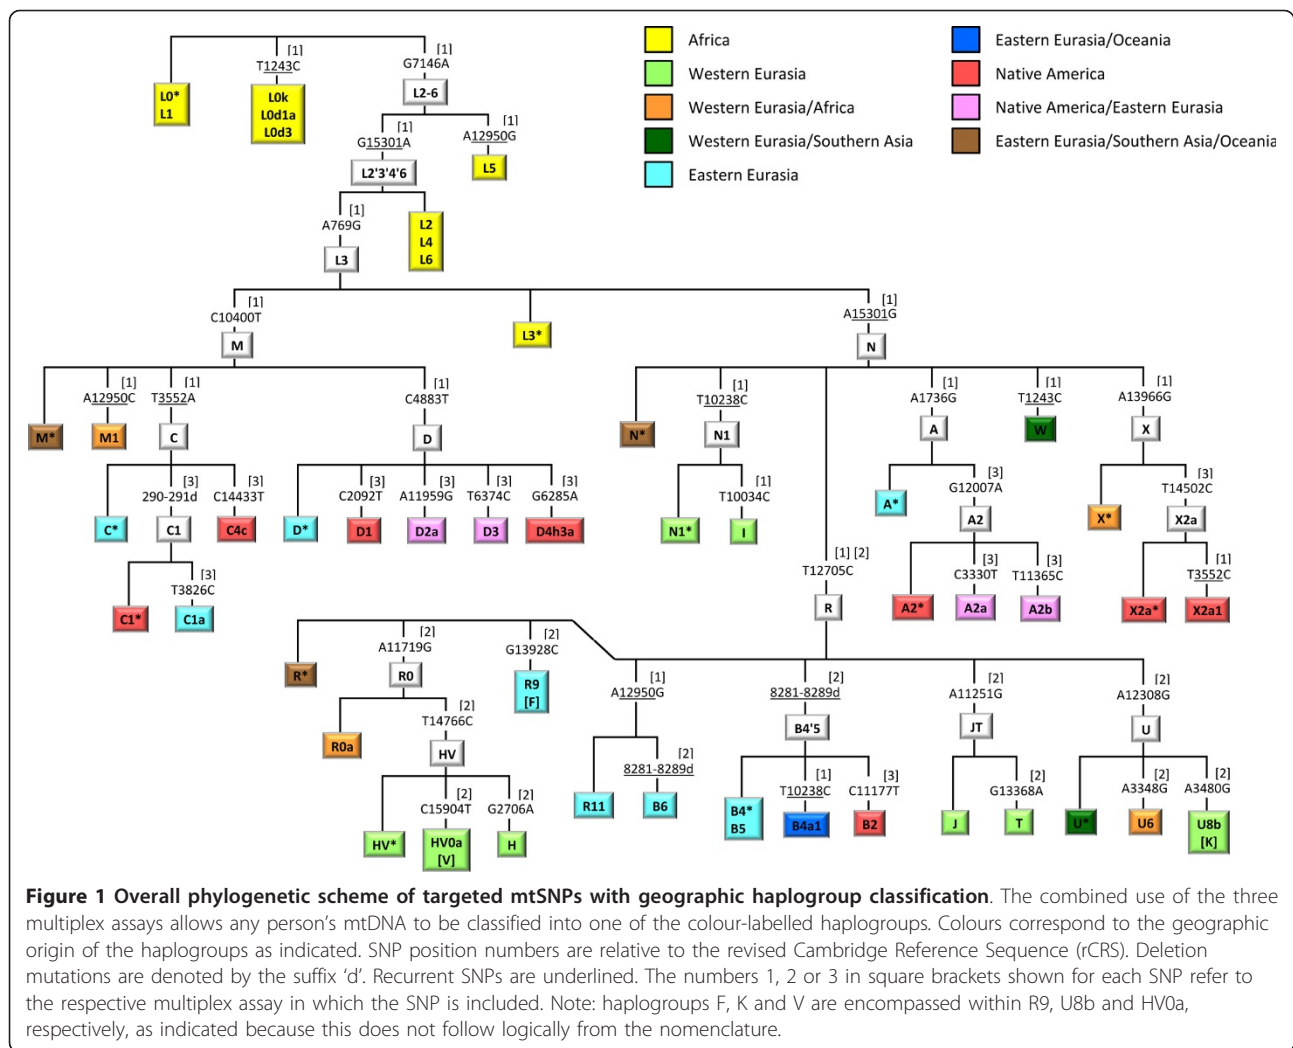 Africa
Western Eurasia
Western Eurasia/Africa
Western Eurasia/Southern Asia
Eastern Eurasia
Eastern Eurasia/Oceania
Native America
Native America/Eastern Eurasia
Eastern Eurasia/Southern Asia/Oceania
L0*
L1
[1]
T1243C
L0k
L0d1a
L0d3
[1]
G7146A
L2-6
[1]
G15301A
L2'3'4'6
[1]
A12950G
L5
[1]
A769G
L3
L2
L4
L6
[1]
C10400T
M
L3*
[1]
A15301G
N
M*
[1]
A12950C
M1
[1]
T3552A
C
[1]
C4883T
D
C*
[3]
290-291d
C1
[3]
C14433T
C4c
C1*
[3]
T3826C
C1a
D*
[3]
C2092T
D1
[3]
A11959G
D2a
[3]
T6374C
D3
[3]
G6285A
D4h3a
N*
[1]
T10238C
N1
N1*
[1]
T10034C
I
[1] [2]
T12705C
R
[1]
A1736G
A
A*
[3]
G12007A
A2
A2*
[3]
C3330T
A2a
[3]
T11365C
A2b
[1]
T1243C
W
[1]
A13966G
X
X*
[3]
T14502C
X2a
X2a*
[1]
T3552C
X2a1
R*
[2]
A11719G
R0
R0a
[2]
T14766C
HV
HV*
[2]
C15904T
HV0a
[V]
[2]
G2706A
H
[2]
G13928C
R9
[F]
[1]
A12950G
R11
[2]
8281-8289d
B6
[2]
8281-8289d
B4'5
B4*
B5
[1]
T10238C
B4a1
[3]
C11177T
B2
[2]
A11251G
JT
J
[2]
G13368A
T
[2]
A12308G
U
U*
[2]
A3348G
U6
[2]
A3480G
U8b
[K]
Figure 1 Overall phylogenetic scheme of targeted mtSNPs with geographic haplogroup classification. The combined use of the three
multiplex assays allows any person's mtDNA to be classified into one of the colour-labelled haplogroups. Colours correspond to the geographic
origin of the haplogroups as indicated. SNP position numbers are relative to the revised Cambridge Reference Sequence (rCRS). Deletion
mutations are denoted by the suffix 'd'. Recurrent SNPs are underlined. The numbers 1, 2 or 3 in square brackets shown for each SNP refer to
the respective multiplex assay in which the SNP is included. Note: haplogroups F, K and V are encompassed within R9, U8b and HV0a,
respectively, as indicated because this does not follow logically from the nomenclature.